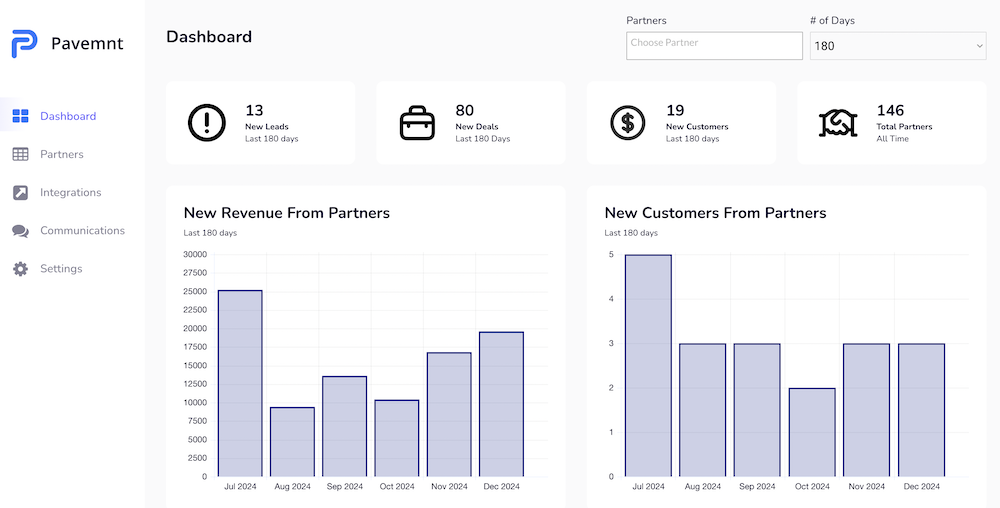 Pavemnt
Dashboard
Partners
Integrations
Communications
Settings
Dashboard
Partners
Choose Partner
# of Days
180
13
New Leads
Last 180 days
80
New Deals
Last 180 Days
19
New Customers
Last 180 days
146
Total Partners
All Time
New Revenue From Partners
Last 180 days
30000
27500
25000
22500
20000
17500
15000
12500
10000
7500
5000
2500
0
Jul 2024 Aug 2024 Sep 2024 Oct 2024 Nov 2024 Dec 2024
New Customers From Partners
Last 180 days
5
4
3
2
1
0
Jul 2024 Aug 2024 Sep 2024 Oct 2024 Nov 2024 Dec 2024